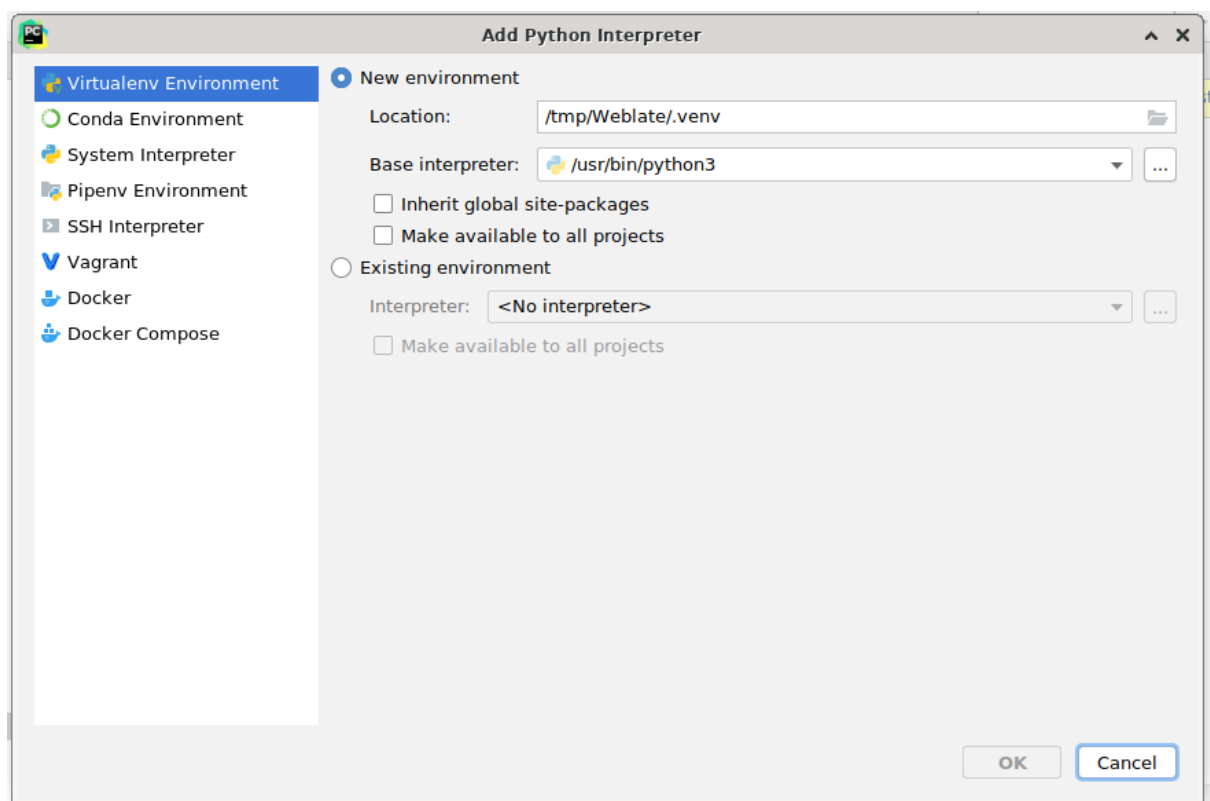 PC
Add Python Interpreter
Virtualenv Environment
Conda Environment
System Interpreter
Pipenv Environment
SSH Interpreter
Vagrant
Docker
Docker Compose
New environment
Location: /tmp/Weblate/.venv
Base interpreter: /usr/bin/python3 ...
Inherit global site-packages
Make available to all projects
Existing environment
Interpreter: <No interpreter> ...
Make available to all projects
OK Cancel